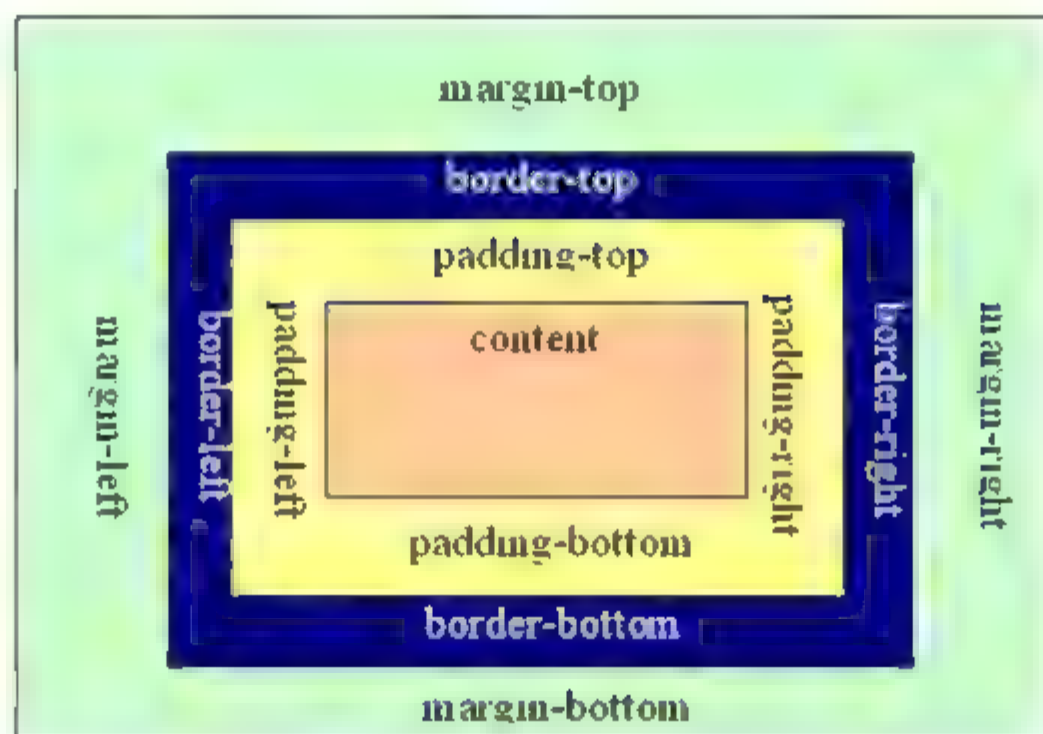 margin-top
border-top
padding-top
margin-left
border-left
padding-left
content
padding-right
border-right
margin-right
padding-bottom
border-bottom
margin-bottom